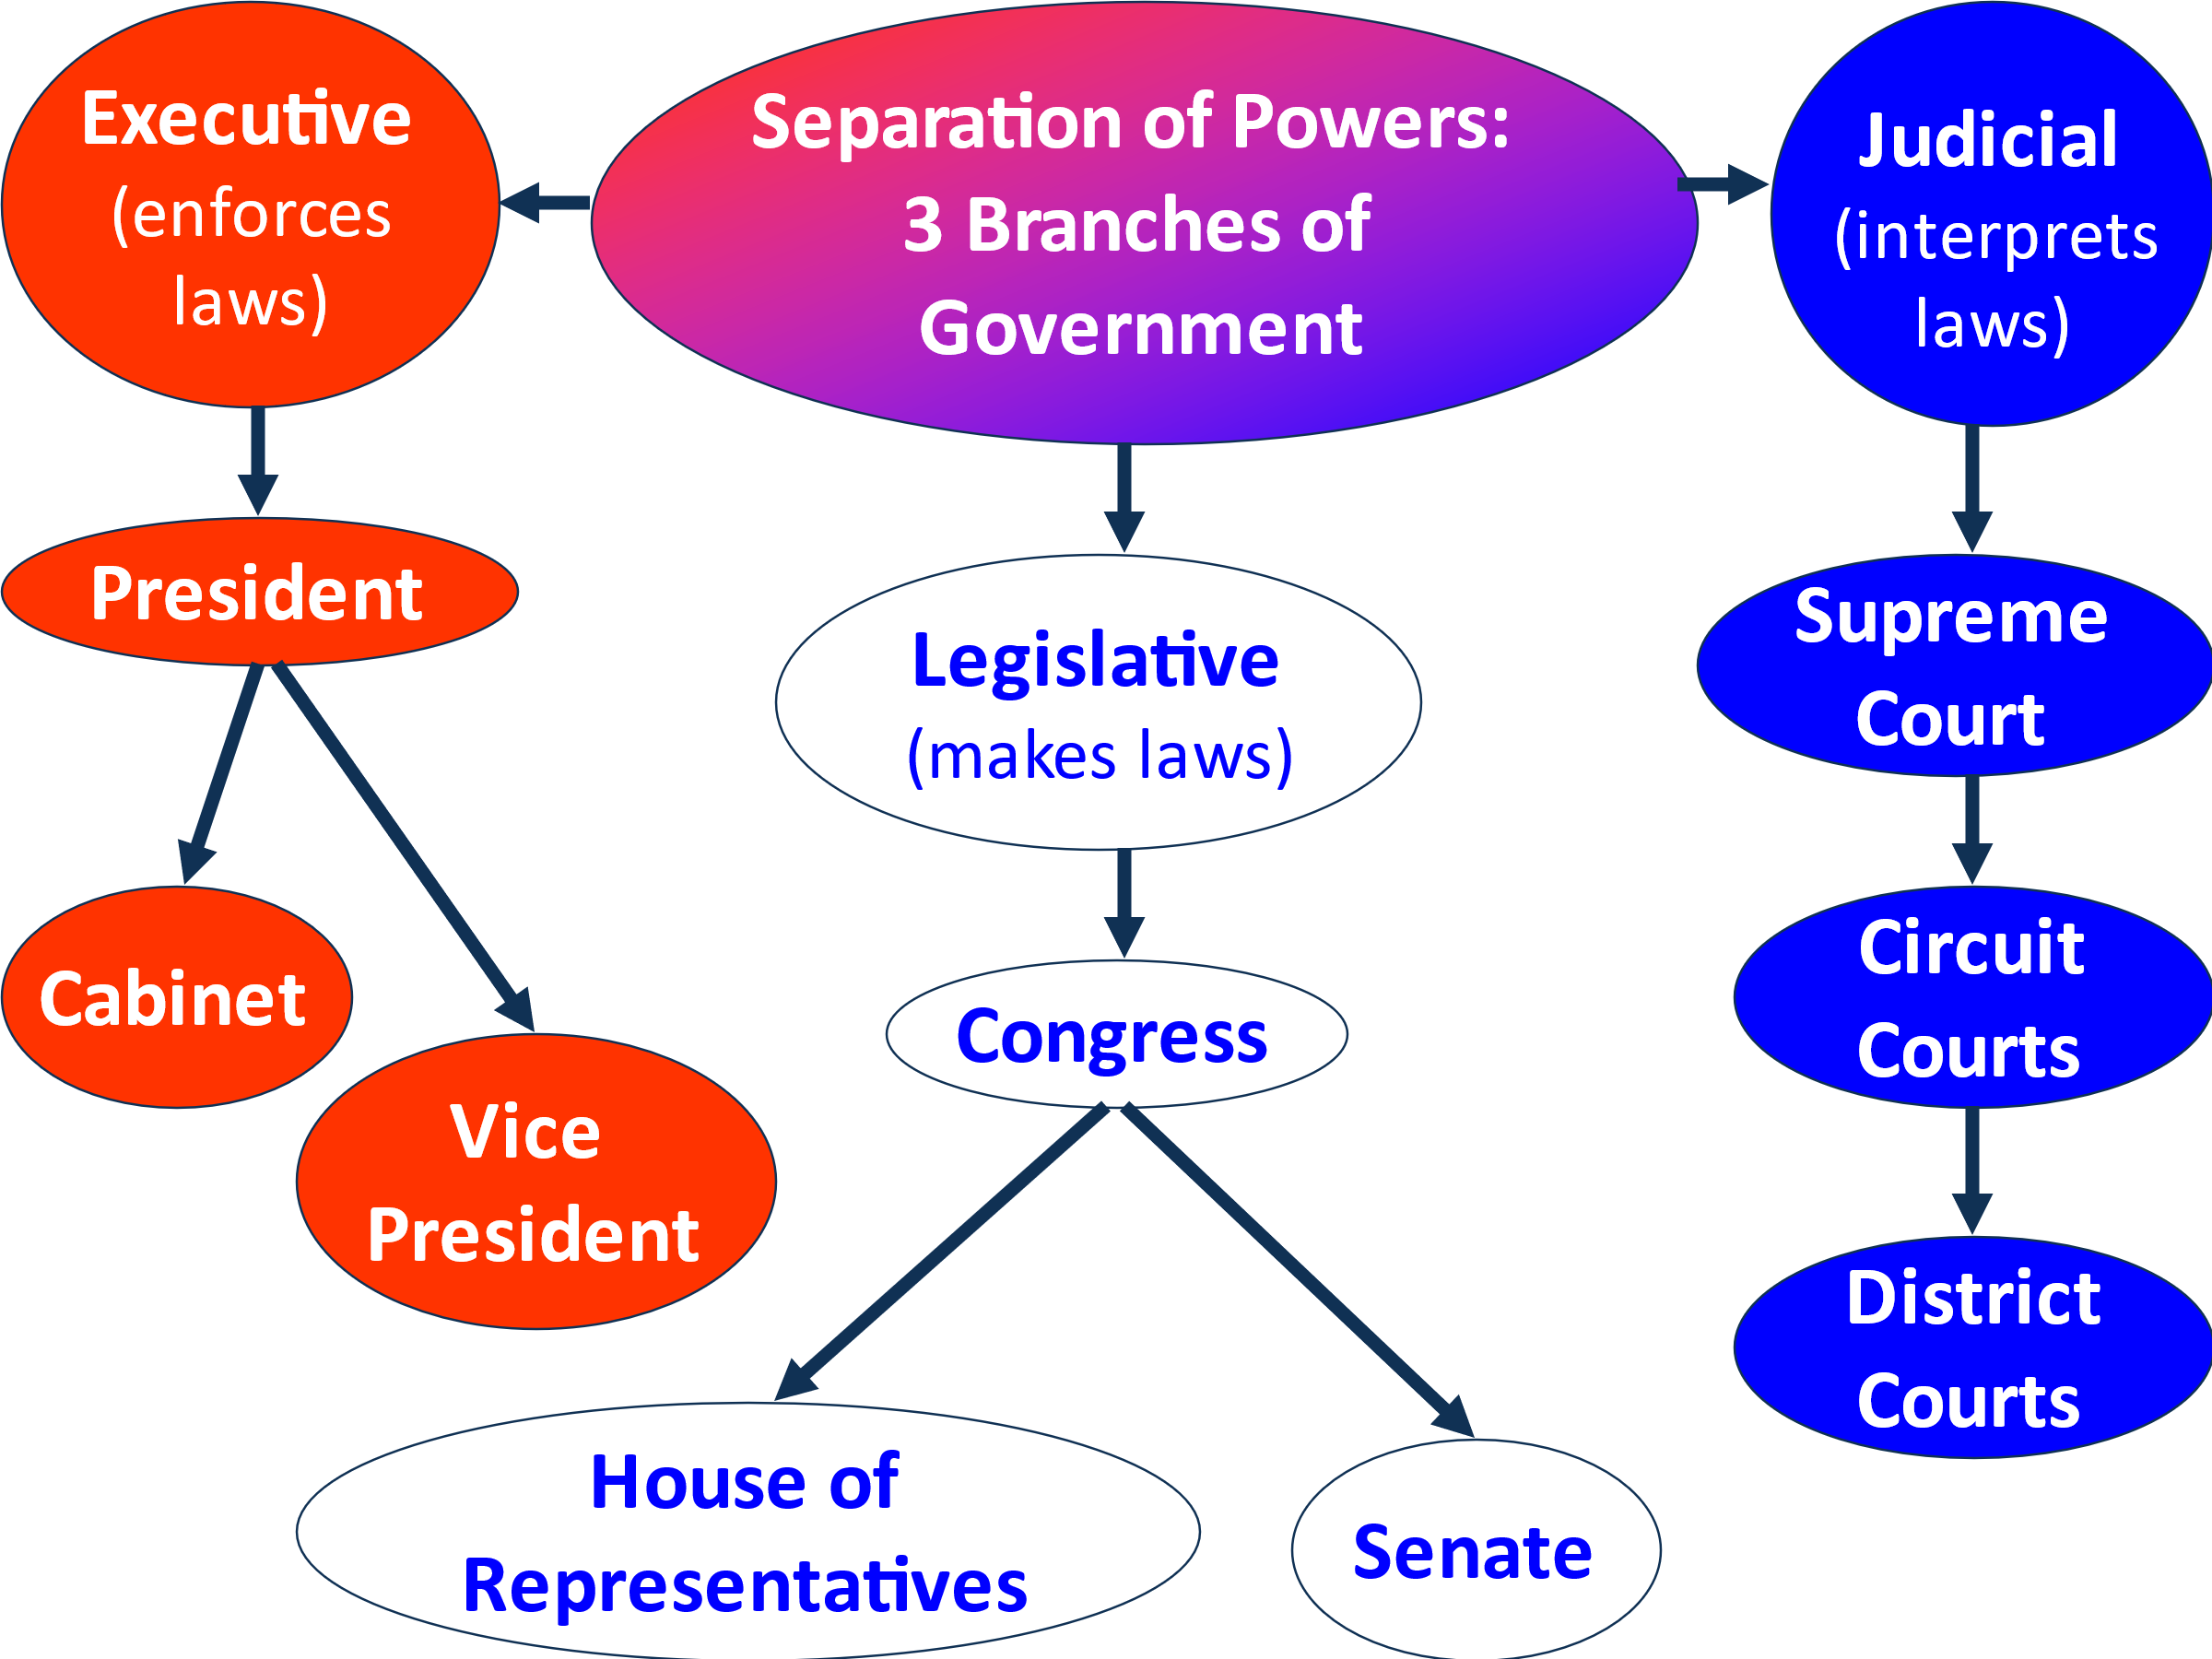 Executive
(enforces
laws)
Separation of Powers:
3 Branches of
Government
Judicial
(interprets
laws)
President
Legislative
(makes laws)
Supreme
Court
Cabinet
Vice
President
Congress
Circuit
Courts
House of
Representatives
Senate
District
Courts